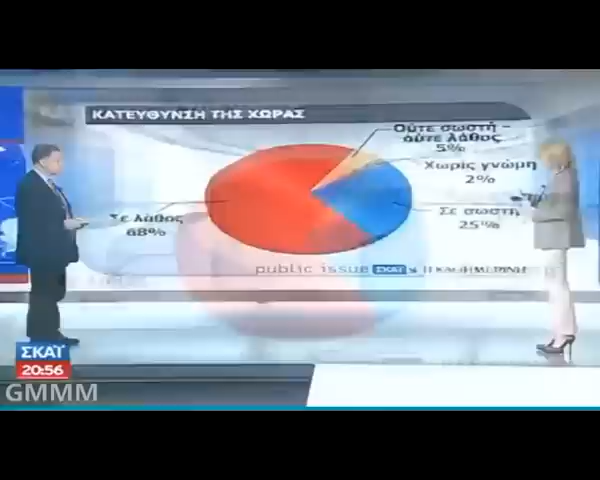 ΚΑΤΕΥΘΥΝΣΗ ΤΗΣ ΧΩΡΑΣ
Ούτε σωστή -
ούτε λάθος
5%
Χωρίς γνώμη
2%
Σε λάθος
68%
Σε σωστή
25%
public issue ΣΚΑΪ Η ΚΑΘΗΜΕΡΙΝΗ
ΣΚΑΪ
20:56
GMMM